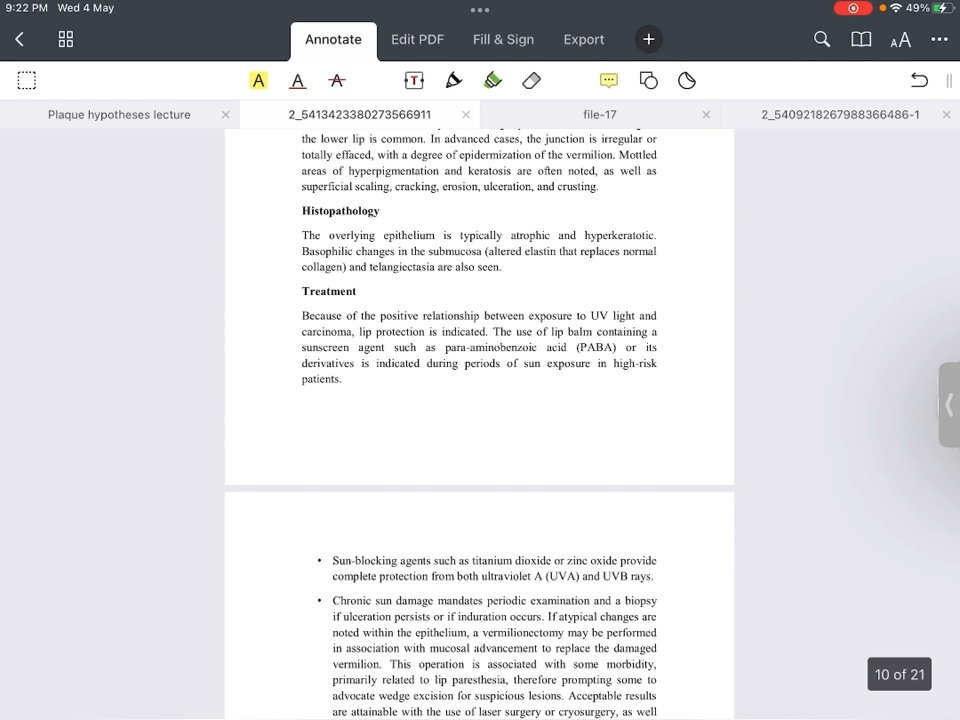 9:22 PM Wed 4 May
49%
Annotate
Edit PDF
Fill & Sign
Export
AA
A
A
A
T
Plaque hypotheses lecture
2_5413423380273566911
file-17
2_5409218267988366486-1
the lower lip is common. In advanced cases, the junction is irregular or
totally effaced, with a degree of epidermization of the vermilion. Mottled
areas of hyperpigmentation and keratosis are often noted, as well as
superficial scaling, cracking, erosion, ulceration, and crusting.
Histopathology
The overlying epithelium is typically atrophic and hyperkeratotic.
Basophilic changes in the submucosa (altered elastin that replaces normal
collagen) and telangiectasia are also seen.
Treatment
Because of the positive relationship between exposure to UV light and
carcinoma, lip protection is indicated. The use of lip balm containing a
sunscreen agent such as para-aminobenzoic acid (PABA) or its
derivatives is indicated during periods of sun exposure in high-risk
patients.
• Sun-blocking agents such as titanium dioxide or zinc oxide provide
complete protection from both ultraviolet A (UVA) and UVB rays.
• Chronic sun damage mandates periodic examination and a biopsy
if ulceration persists or if induration occurs. If atypical changes are
noted within the epithelium, a vermilionectomy may be performed
in association with mucosal advancement to replace the damaged
vermilion. This operation is associated with some morbidity,
primarily related to lip paresthesia, therefore prompting some to
advocate wedge excision for suspicious lesions. Acceptable results
are attainable with the use of laser surgery or cryosurgery, as well
10 of 21